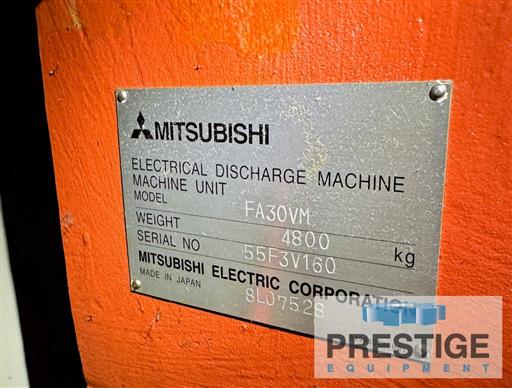 MITSUBISHI
ELECTRICAL DISCHARGE MACHINE
MACHINE UNIT
MODEL FA30VM
WEIGHT 4800 kg
SERIAL NO 55F3V160
MITSUBISHI ELECTRIC CORPORATION
MADE IN JAPAN 8L07528
PRESTIGE
EQUIPMENT